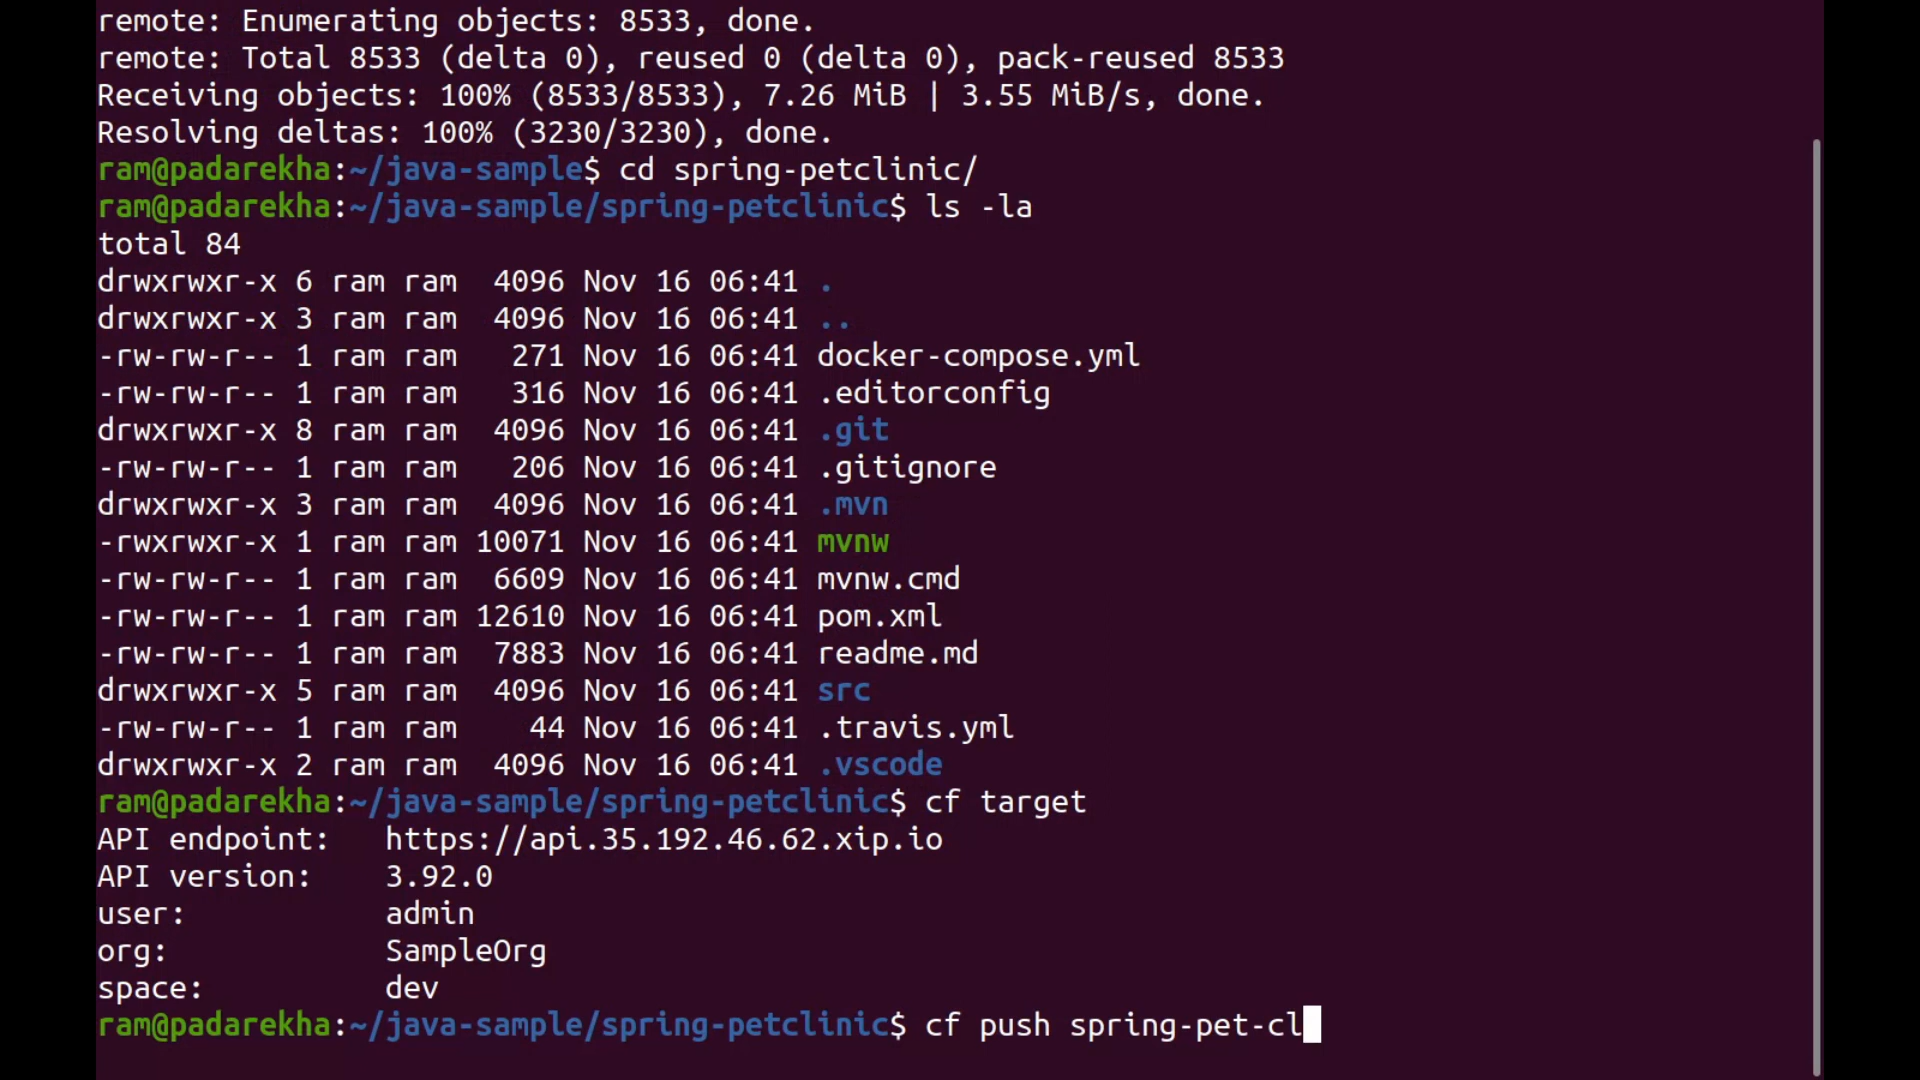 remote: Enumerating objects: 8533, done.
remote: Total 8533 (delta 0), reused 0 (delta 0), pack-reused 8533
Receiving objects: 100% (8533/8533), 7.26 MiB | 3.55 MiB/s, done.
Resolving deltas: 100% (3230/3230), done.
ram@padarekha:~/java-sample$ cd spring-petclinic/
ram@padarekha:~/java-sample/spring-petclinic$ ls -la
total 84
drwxrwxr-x 6 ram ram  4096 Nov 16 06:41 .
drwxrwxr-x 3 ram ram  4096 Nov 16 06:41 ..
-rw-rw-r-- 1 ram ram   271 Nov 16 06:41 docker-compose.yml
-rw-rw-r-- 1 ram ram   316 Nov 16 06:41 .editorconfig
drwxrwxr-x 8 ram ram  4096 Nov 16 06:41 .git
-rw-rw-r-- 1 ram ram   206 Nov 16 06:41 .gitignore
drwxrwxr-x 3 ram ram  4096 Nov 16 06:41 .mvn
-rwxrwxr-x 1 ram ram 10071 Nov 16 06:41 mvnw
-rw-rw-r-- 1 ram ram  6609 Nov 16 06:41 mvnw.cmd
-rw-rw-r-- 1 ram ram 12610 Nov 16 06:41 pom.xml
-rw-rw-r-- 1 ram ram  7883 Nov 16 06:41 readme.md
drwxrwxr-x 5 ram ram  4096 Nov 16 06:41 src
-rw-rw-r-- 1 ram ram    44 Nov 16 06:41 .travis.yml
drwxrwxr-x 2 ram ram  4096 Nov 16 06:41 .vscode
ram@padarekha:~/java-sample/spring-petclinic$ cf target
API endpoint:   https://api.35.192.46.62.xip.io
API version:    3.92.0
user:           admin
org:            SampleOrg
space:          dev
ram@padarekha:~/java-sample/spring-petclinic$ cf push spring-pet-cl